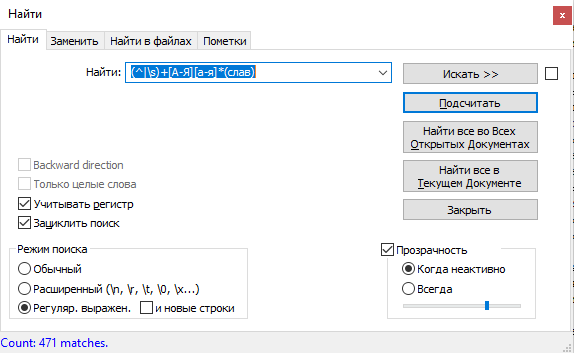 Найти
Найти Заменить Найти в файлах Пометки
Найти: (^|\s)+[А-Я][а-я]*(слав)
Искать >>
Подсчитать
Найти все во Всех
Открытых Документах
Найти все в
Текущем Документе
Закрыть
Backward direction
Только целые слова
Учитывать регистр
Зациклить поиск
Режим поиска
Обычный
Расширенный (\n, \r, \t, \0, \x...)
Регуляр. выражен. и новые строки
Прозрачность
Когда неактивно
Всегда
Count: 471 matches.